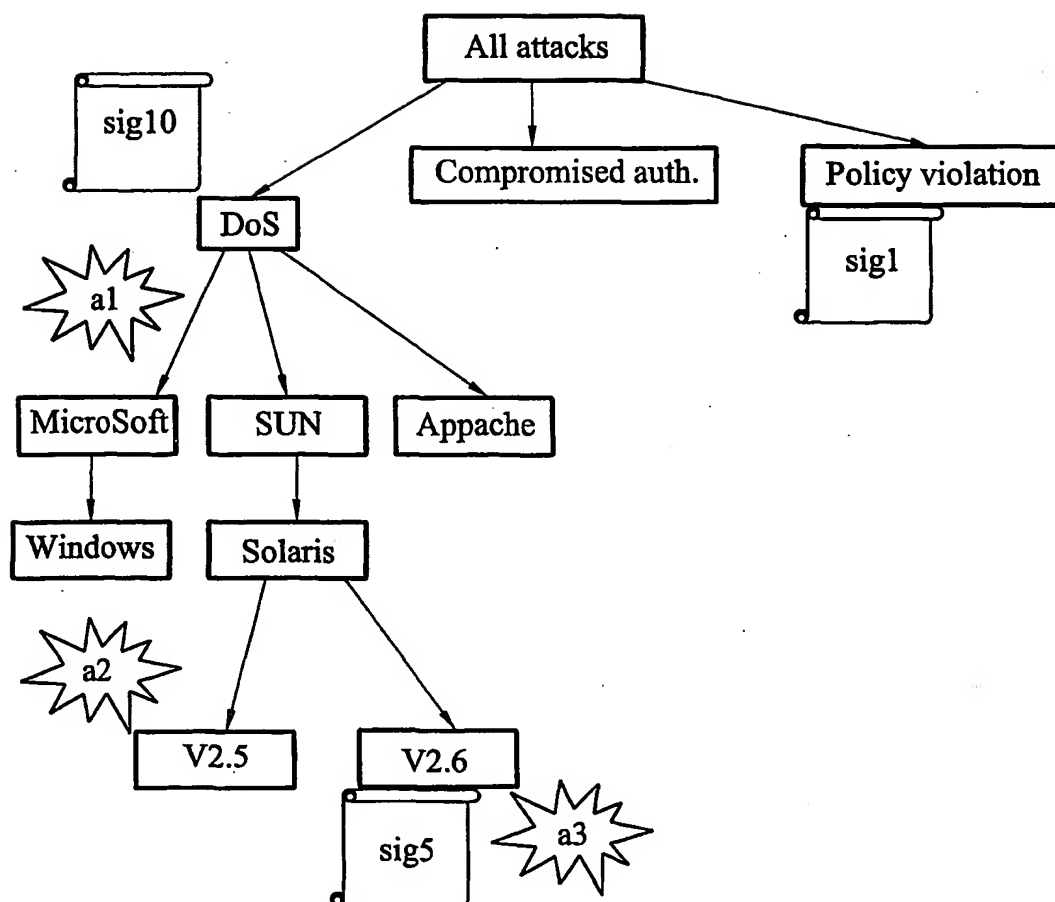 All attacks
sig10
Compromised auth.
Policy violation
DoS
sig1
a1
MicroSoft
SUN
Appache
Windows
Solaris
a2
V2.5
V2.6
sig5
a3